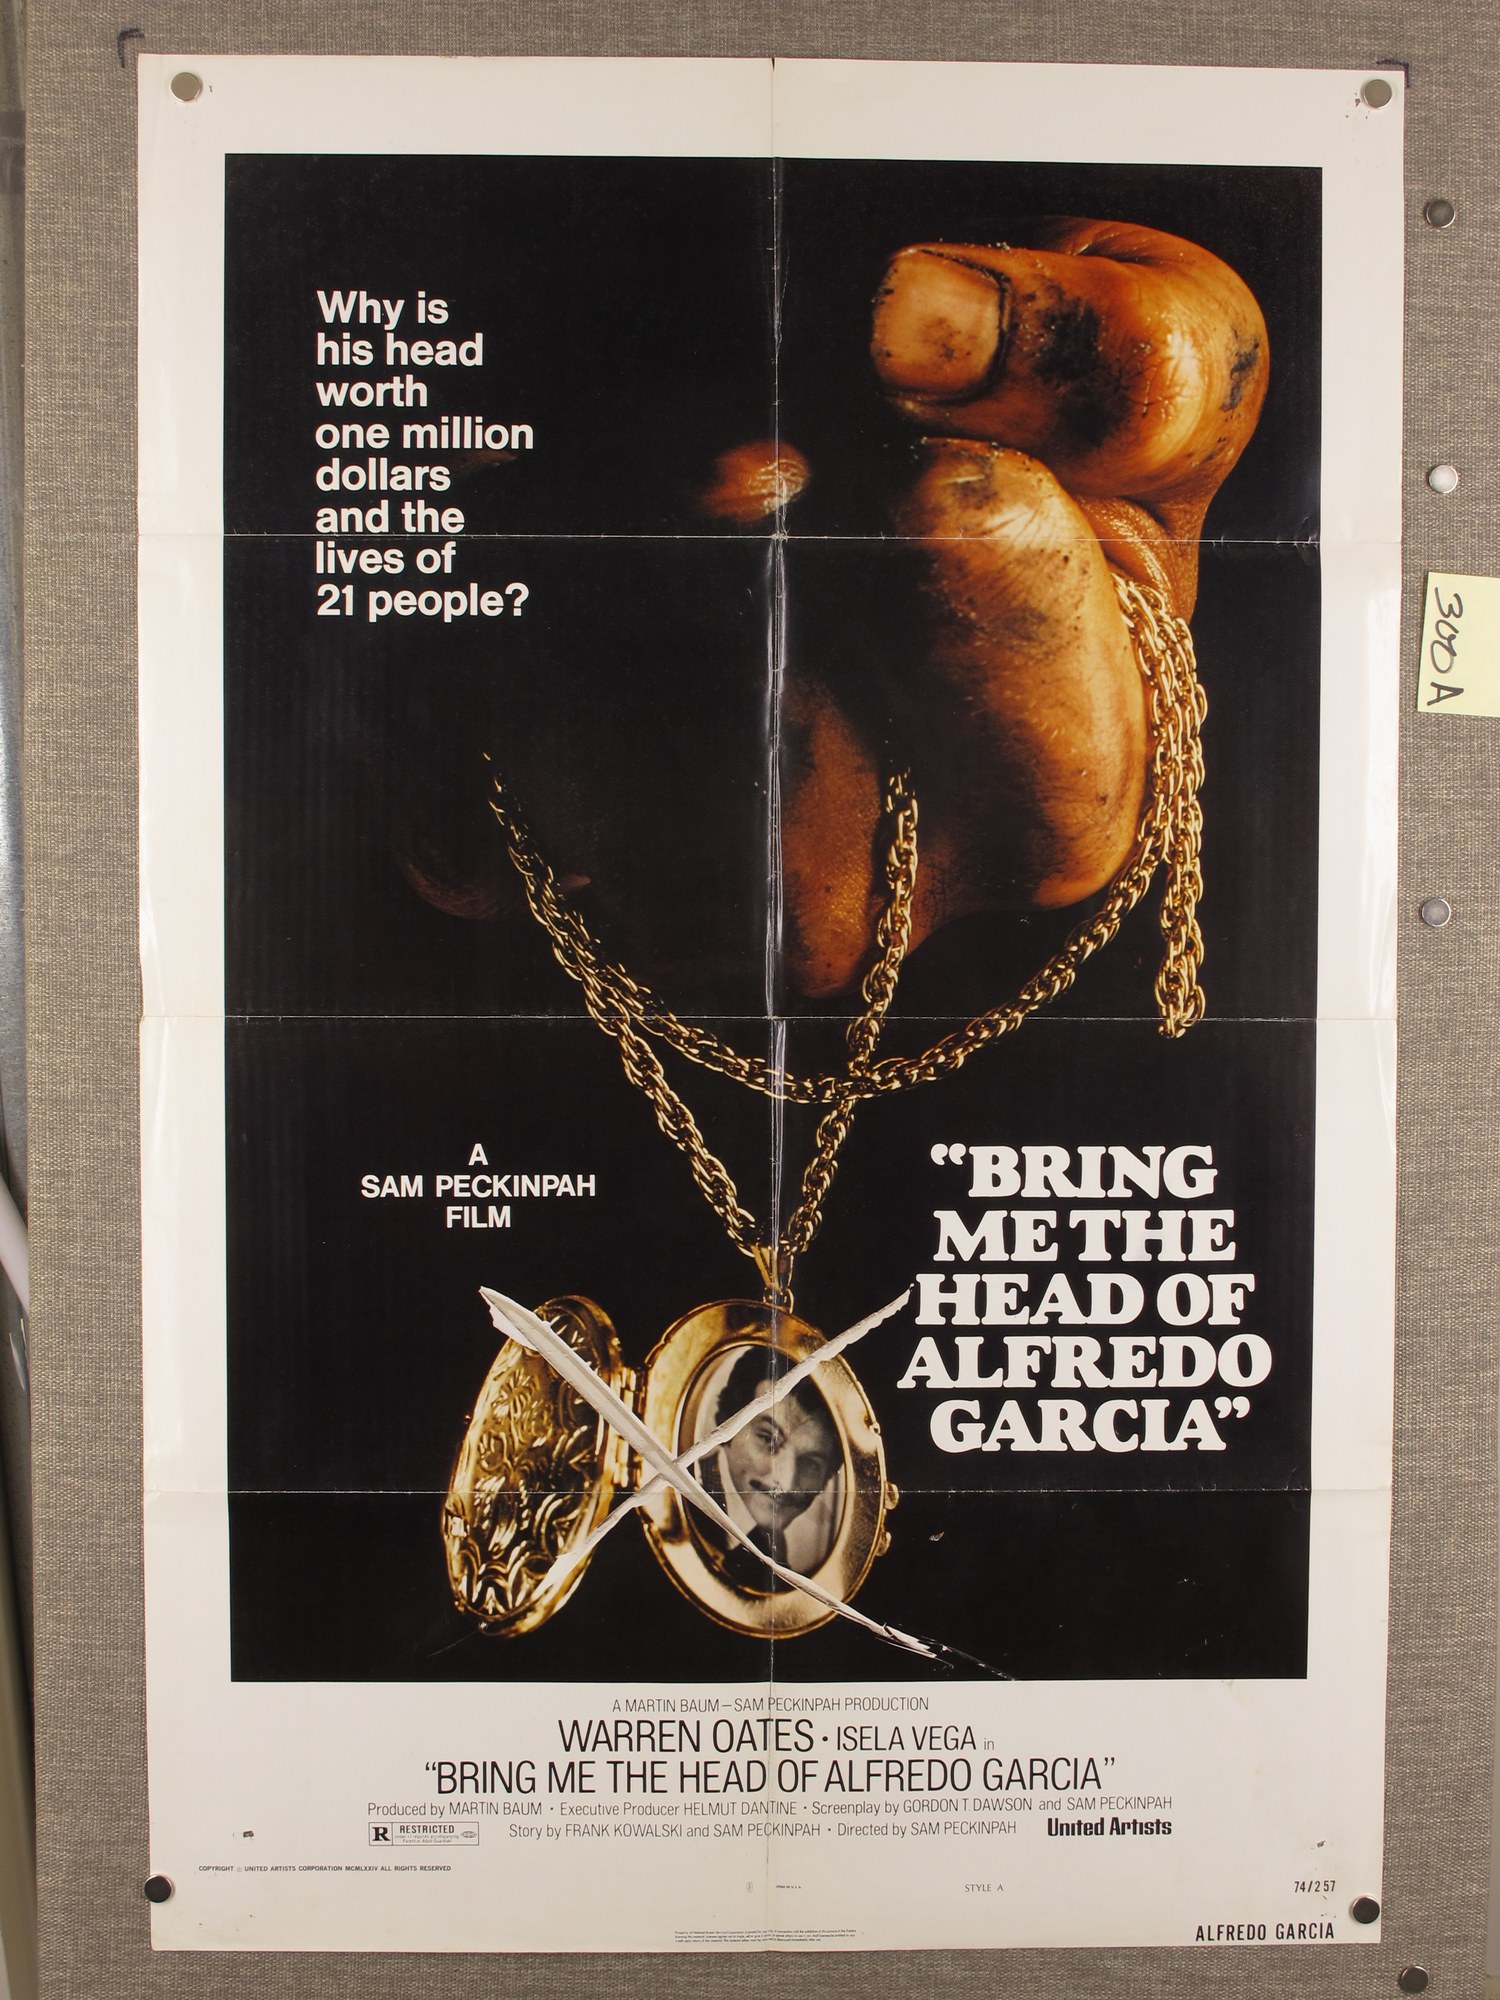 Why is
his head
worth
one million
dollars
and the
lives of
21 people?
300A
A
SAM PECKINPAH
FILM
“BRING
ME THE
HEAD OF
ALFREDO
GARCIA”
A MARTIN BAUM – SAM PECKINPAH PRODUCTION
WARREN OATES • ISELA VEGA in
“BRING ME THE HEAD OF ALFREDO GARCIA”
Produced by MARTIN BAUM • Executive Producer HELMUT DANTINE • Screenplay by GORDON T. DAWSON and SAM PECKINPAH
R RESTRICTED
Story by FRANK KOWALSKI and SAM PECKINPAH • Directed by SAM PECKINPAH United Artists
COPYRIGHT © UNITED ARTISTS CORPORATION MCMLXXIV ALL RIGHTS RESERVED
STYLE A
74/257
ALFREDO GARCIA